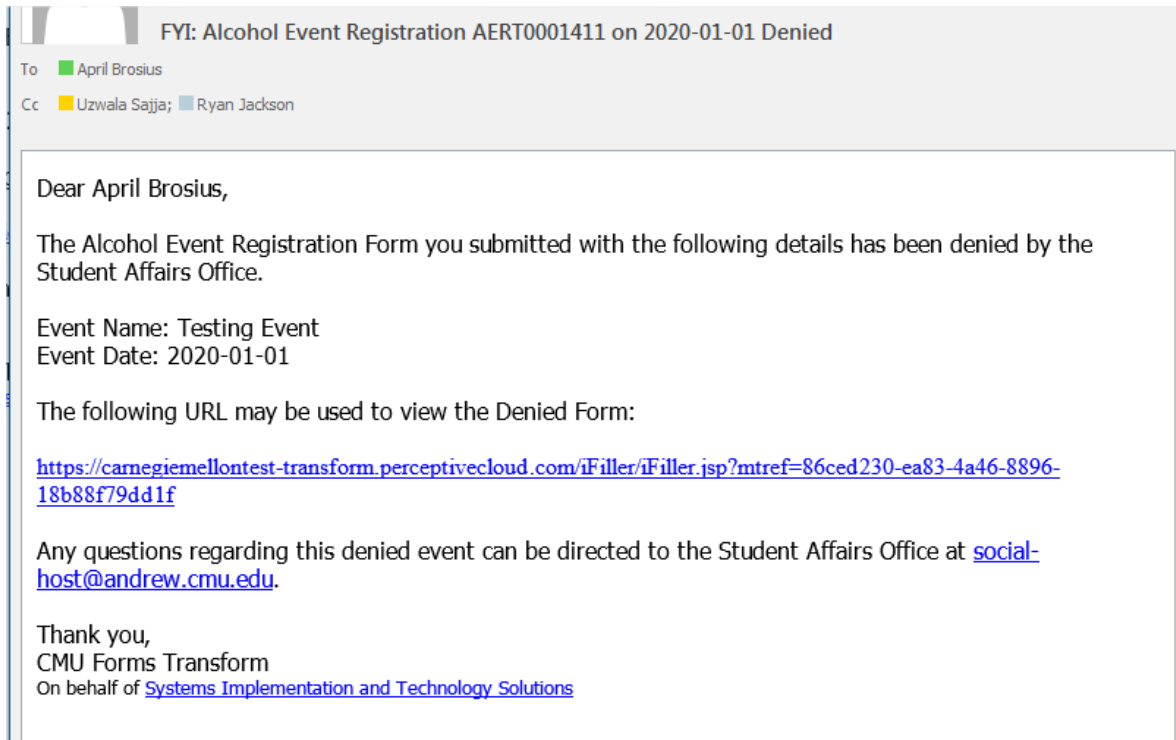 FYI: Alcohol Event Registration AERT0001411 on 2020-01-01 Denied
To April Brosius
Cc Uzwala Sajja; Ryan Jackson
Dear April Brosius,
The Alcohol Event Registration Form you submitted with the following details has been denied by the
Student Affairs Office.
Event Name: Testing Event
Event Date: 2020-01-01
The following URL may be used to view the Denied Form:
https://carnegiemellontest-transform.perceptivecloud.com/iFiller/iFiller.jsp?mtref=86ced230-ea83-4a46-8896-
18b88f79dd1f
Any questions regarding this denied event can be directed to the Student Affairs Office at social-
host@andrew.cmu.edu.
Thank you,
CMU Forms Transform
On behalf of Systems Implementation and Technology Solutions